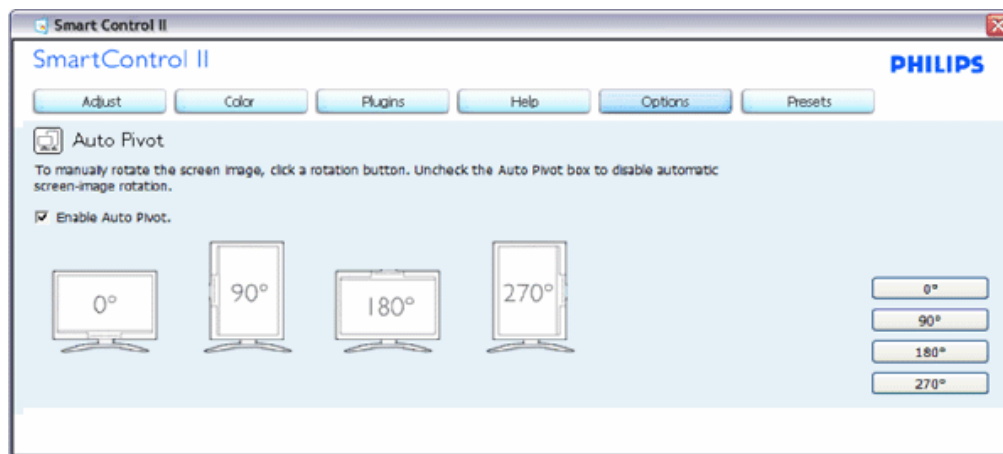 Smart Control II
SmartControl II
PHILIPS
Adjust Color Plugins Help Options Presets
Auto Pivot
To manually rotate the screen image, click a rotation button. Uncheck the Auto Pivot box to disable automatic
screen-image rotation.
Enable Auto Pivot.
0° 90° 180° 270°
0°
90°
180°
270°